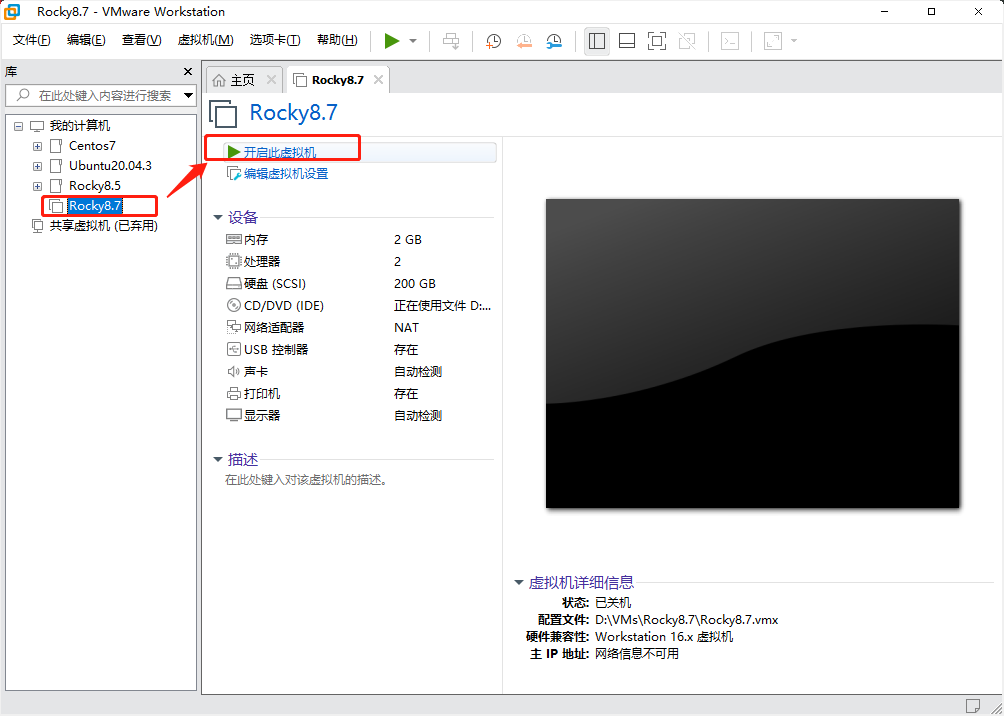 Rocky8.7 - VMware Workstation
文件(F) 编辑(E) 查看(V) 虚拟机(M) 选项卡(T) 帮助(H)
库
在此处键入内容进行搜索
我的计算机
Centos7
Ubuntu20.04.3
Rocky8.5
Rocky8.7
共享虚拟机 (已弃用)
主页
Rocky8.7
Rocky8.7
开启此虚拟机
编辑虚拟机设置
设备
内存 2 GB
处理器 2
硬盘 (SCSI) 200 GB
CD/DVD (IDE) 正在使用文件 D:...
网络适配器 NAT
USB 控制器 存在
声卡 自动检测
打印机 存在
显示器 自动检测
描述
在此处键入对该虚拟机的描述。
虚拟机详细信息
状态: 已关机
配置文件: D:\VMs\Rocky8.7\Rocky8.7.vmx
硬件兼容性: Workstation 16.x 虚拟机
主 IP 地址: 网络信息不可用